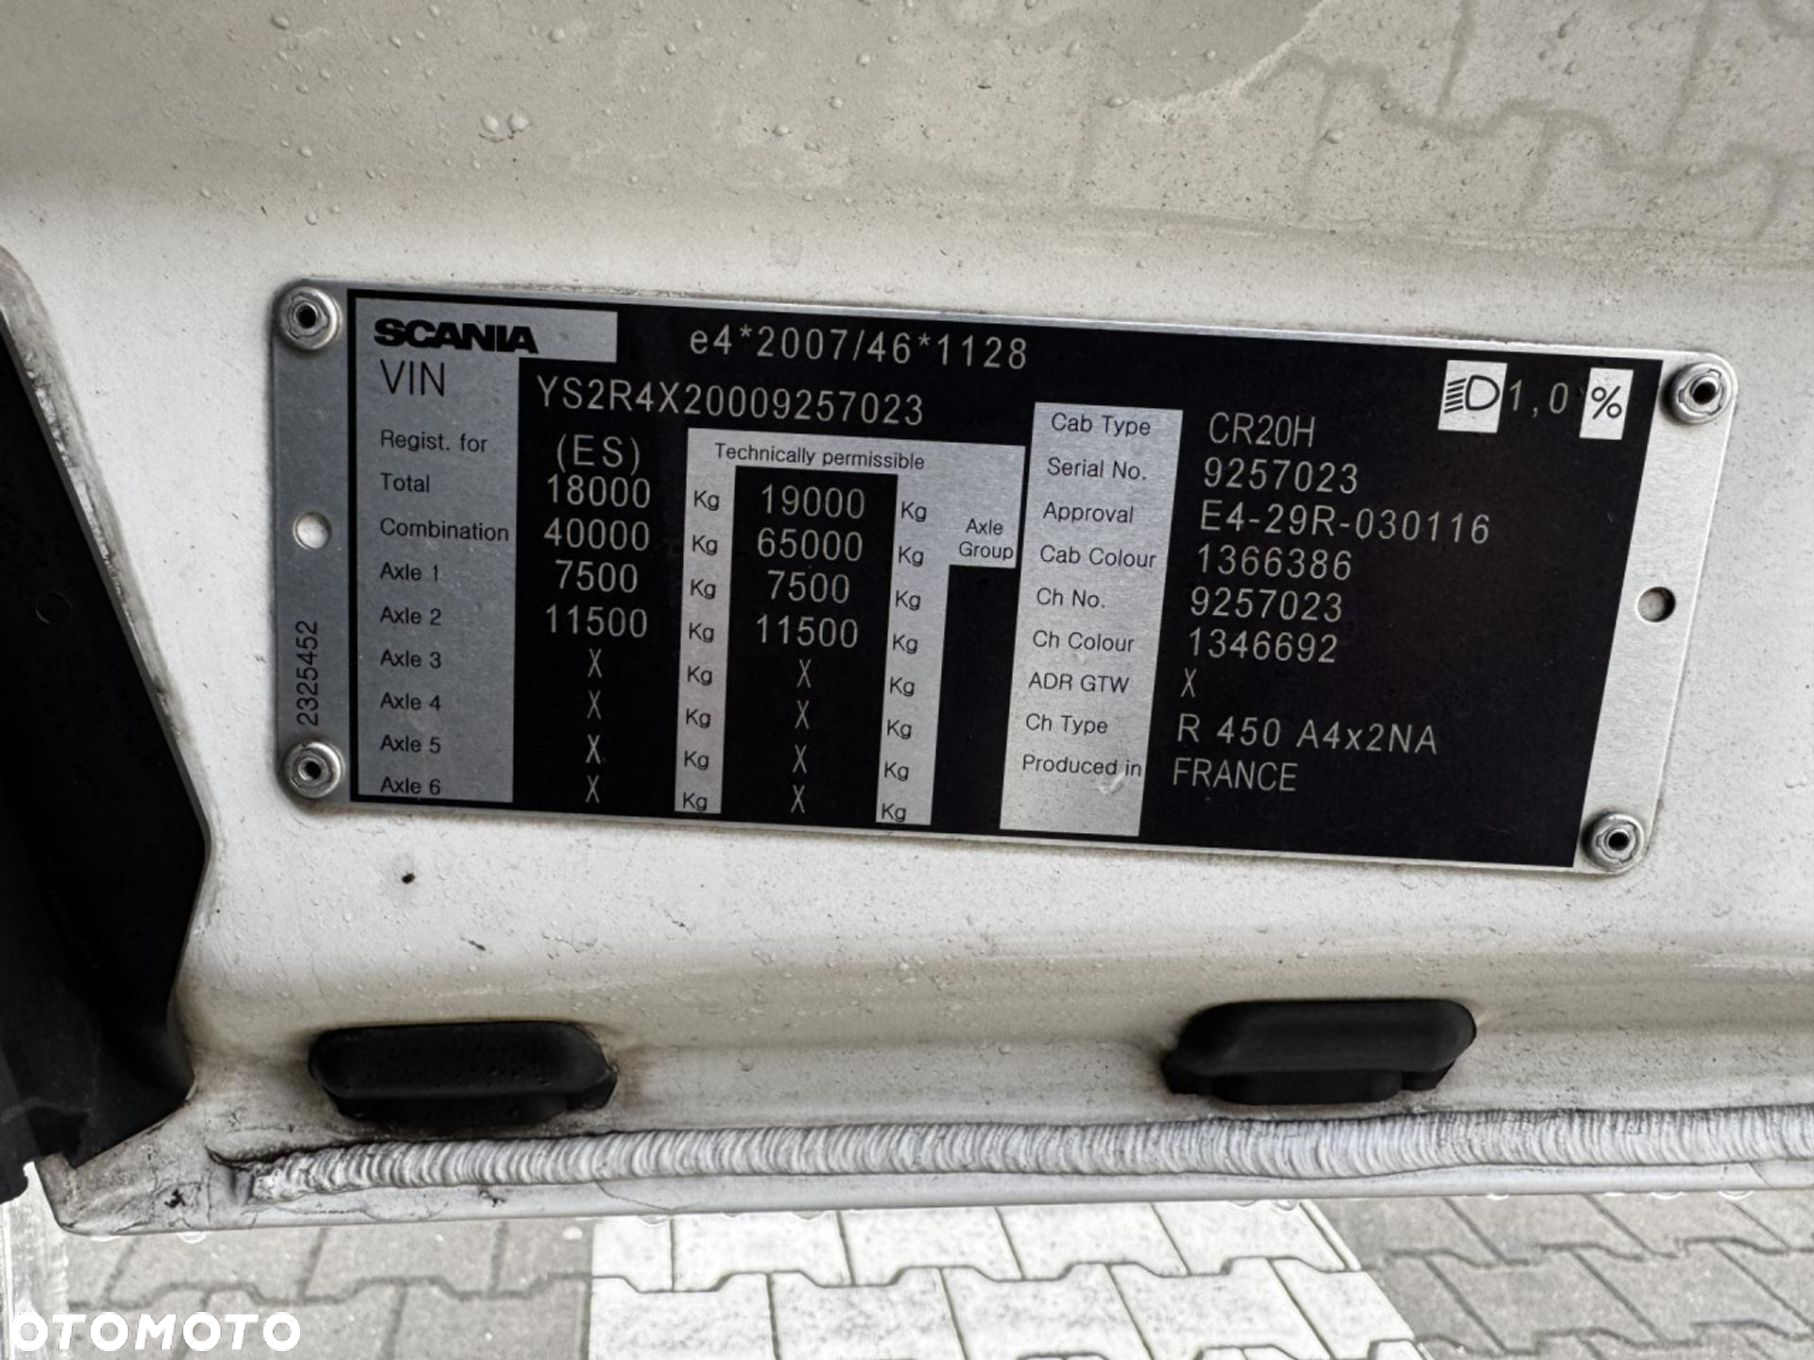 SCANIA e4*2007/46*1128
VIN YS2R4X20009257023
1,0 %
Regist. for (ES) Technically permissible
Total 18000 Kg 19000 Kg
Combination 40000 Kg 65000 Kg Axle Group
Axle 1 7500 Kg 7500 Kg
Axle 2 11500 Kg 11500 Kg
Axle 3 X Kg X Kg
Axle 4 X Kg X Kg
Axle 5 X Kg X Kg
Axle 6 X Kg X Kg
Cab Type CR20H
Serial No. 9257023
Approval E4-29R-030116
Cab Colour 1366386
Ch No. 9257023
Ch Colour 1346692
ADR GTW X
Ch Type R 450 A4x2NA
Produced in FRANCE
2325452
OTOMOTO